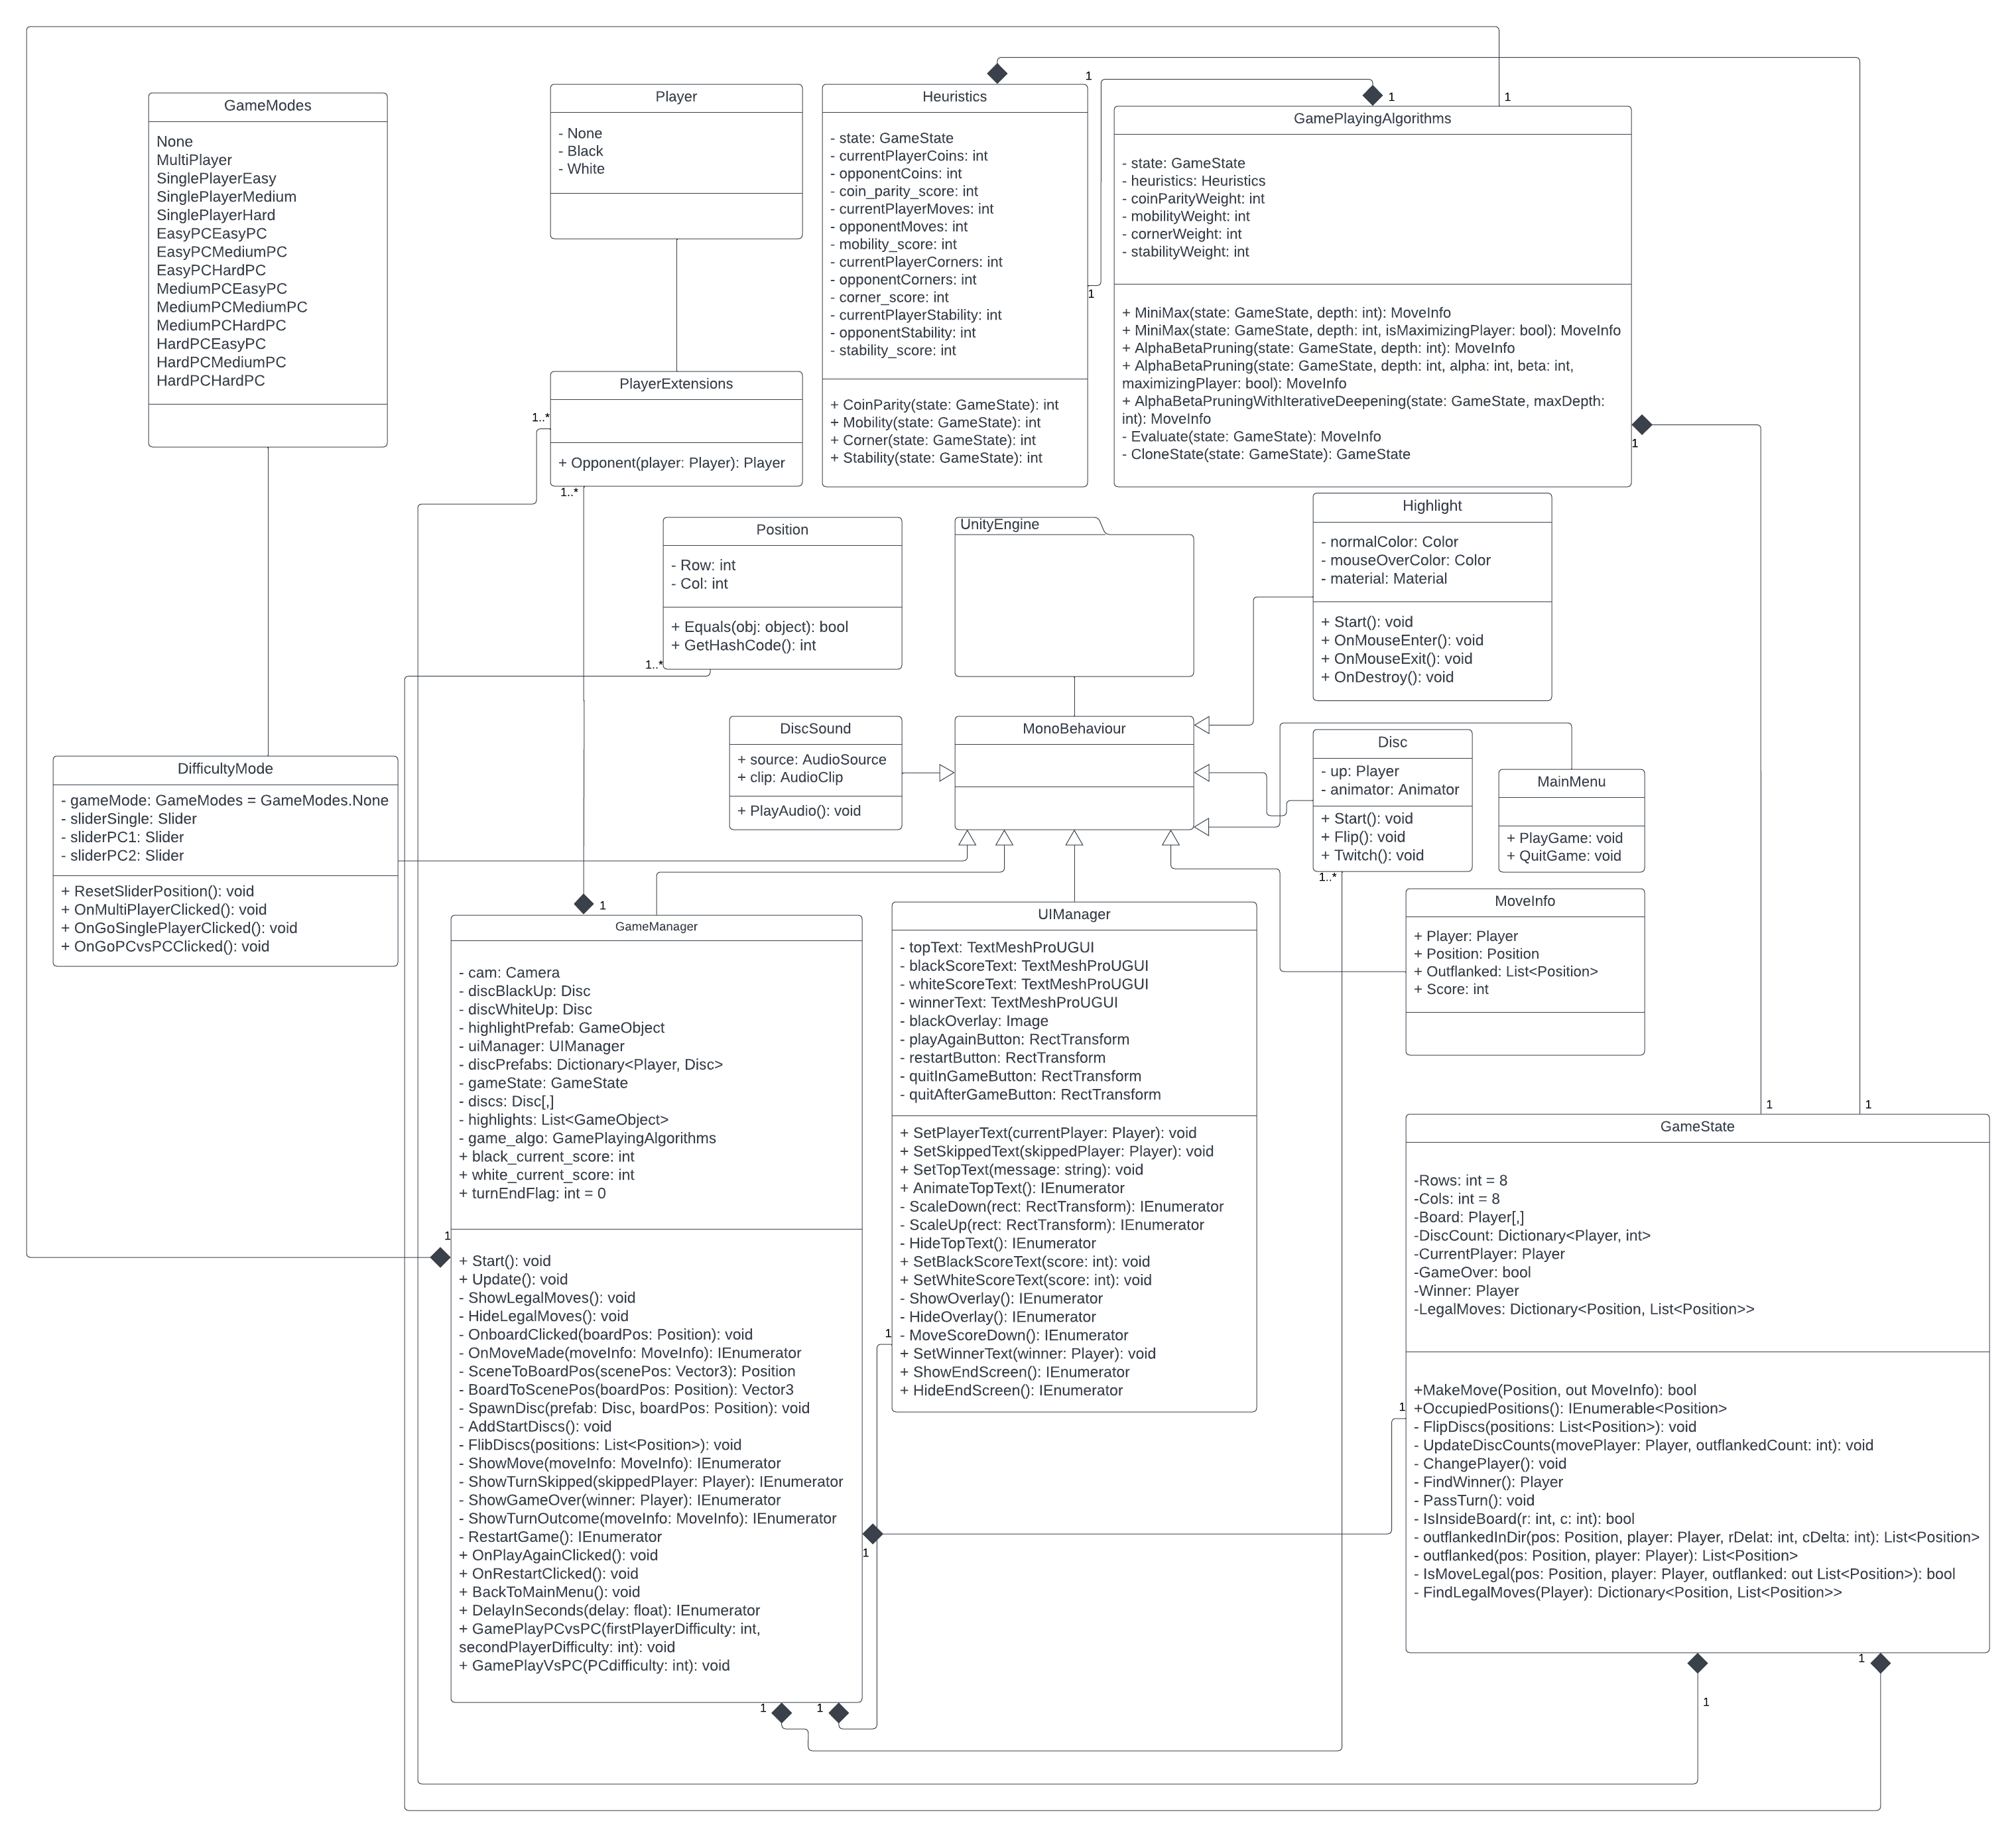 GameModes
None
MultiPlayer
SinglePlayerEasy
SinglePlayerMedium
SinglePlayerHard
EasyPCEasyPC
EasyPCMediumPC
EasyPCHardPC
MediumPCEasyPC
MediumPCMediumPC
MediumPCHardPC
HardPCEasyPC
HardPCMediumPC
HardPCHardPC
Player
- None
- Black
- White
Heuristics
1
- state: GameState
- currentPlayerCoins: int
- opponentCoins: int
- coin_parity_score: int
- currentPlayerMoves: int
- opponentMoves: int
- mobility_score: int
- currentPlayerCorners: int
- opponentCorners: int
- corner_score: int
- currentPlayerStability: int
- opponentStability: int
- stability_score: int
1
+ CoinParity(state: GameState): int
+ Mobility(state: GameState): int
+ Corner(state: GameState): int
+ Stability(state: GameState): int
1
1
GamePlayingAlgorithms
- state: GameState
- heuristics: Heuristics
- coinParityWeight: int
- mobilityWeight: int
- cornerWeight: int
- stabilityWeight: int
+ MiniMax(state: GameState, depth: int): MoveInfo
+ MiniMax(state: GameState, depth: int, isMaximizingPlayer: bool): MoveInfo
+ AlphaBetaPruning(state: GameState, depth: int): MoveInfo
+ AlphaBetaPruning(state: GameState, depth: int, alpha: int, beta: int,
maximizingPlayer: bool): MoveInfo
+ AlphaBetaPruningWithIterativeDeepening(state: GameState, maxDepth:
int): MoveInfo
- Evaluate(state: GameState): MoveInfo
- CloneState(state: GameState): GameState
1
PlayerExtensions
1..*
+ Opponent(player: Player): Player
1..*
Position
- Row: int
- Col: int
+ Equals(obj: object): bool
+ GetHashCode(): int
1..*
UnityEngine
Highlight
- normalColor: Color
- mouseOverColor: Color
- material: Material
+ Start(): void
+ OnMouseEnter(): void
+ OnMouseExit(): void
+ OnDestroy(): void
DiscSound
+ source: AudioSource
+ clip: AudioClip
+ PlayAudio(): void
MonoBehaviour
Disc
- up: Player
- animator: Animator
+ Start(): void
+ Flip(): void
+ Twitch(): void
1..*
MainMenu
+ PlayGame: void
+ QuitGame: void
DifficultyMode
- gameMode: GameModes = GameModes.None
- sliderSingle: Slider
- sliderPC1: Slider
- sliderPC2: Slider
+ ResetSliderPosition(): void
+ OnMultiPlayerClicked(): void
+ OnGoSinglePlayerClicked(): void
+ OnGoPCvsPCClicked(): void
1
GameManager
- cam: Camera
- discBlackUp: Disc
- discWhiteUp: Disc
- highlightPrefab: GameObject
- uiManager: UIManager
- discPrefabs: Dictionary<Player, Disc>
- gameState: GameState
- discs: Disc[,]
- highlights: List<GameObject>
- game_algo: GamePlayingAlgorithms
+ black_current_score: int
+ white_current_score: int
+ turnEndFlag: int = 0
1
+ Start(): void
+ Update(): void
- ShowLegalMoves(): void
- HideLegalMoves(): void
- OnboardClicked(boardPos: Position): void
- OnMoveMade(moveInfo: MoveInfo): IEnumerator
- SceneToBoardPos(scenePos: Vector3): Position
- BoardToScenePos(boardPos: Position): Vector3
- SpawnDisc(prefab: Disc, boardPos: Position): void
- AddStartDiscs(): void
- FlibDiscs(positions: List<Position>): void
- ShowMove(moveInfo: MoveInfo): IEnumerator
- ShowTurnSkipped(skippedPlayer: Player): IEnumerator
- ShowGameOver(winner: Player): IEnumerator
- ShowTurnOutcome(moveInfo: MoveInfo): IEnumerator
- RestartGame(): IEnumerator
+ OnPlayAgainClicked(): void
+ OnRestartClicked(): void
+ BackToMainMenu(): void
+ DelayInSeconds(delay: float): IEnumerator
+ GamePlayPCvsPC(firstPlayerDifficulty: int,
secondPlayerDifficulty: int): void
+ GamePlayVsPC(PCdifficulty: int): void
1
1
1
UIManager
- topText: TextMeshProUGUI
- blackScoreText: TextMeshProUGUI
- whiteScoreText: TextMeshProUGUI
- winnerText: TextMeshProUGUI
- blackOverlay: Image
- playAgainButton: RectTransform
- restartButton: RectTransform
- quitInGameButton: RectTransform
- quitAfterGameButton: RectTransform
+ SetPlayerText(currentPlayer: Player): void
+ SetSkippedText(skippedPlayer: Player): void
+ SetTopText(message: string): void
+ AnimateTopText(): IEnumerator
- ScaleDown(rect: RectTransform): IEnumerator
- ScaleUp(rect: RectTransform): IEnumerator
- HideTopText(): IEnumerator
+ SetBlackScoreText(score: int): void
+ SetWhiteScoreText(score: int): void
- ShowOverlay(): IEnumerator
- HideOverlay(): IEnumerator
- MoveScoreDown(): IEnumerator
+ SetWinnerText(winner: Player): void
+ ShowEndScreen(): IEnumerator
+ HideEndScreen(): IEnumerator
1
MoveInfo
+ Player: Player
+ Position: Position
+ Outflanked: List<Position>
+ Score: int
1
1
GameState
-Rows: int = 8
-Cols: int = 8
-Board: Player[,]
-DiscCount: Dictionary<Player, int>
-CurrentPlayer: Player
-GameOver: bool
-Winner: Player
-LegalMoves: Dictionary<Position, List<Position>>
+MakeMove(Position, out MoveInfo): bool
+OccupiedPositions(): IEnumerable<Position>
- FlipDiscs(positions: List<Position>): void
- UpdateDiscCounts(movePlayer: Player, outflankedCount: int): void
- ChangePlayer(): void
- FindWinner(): Player
- PassTurn(): void
- IsInsideBoard(r: int, c: int): bool
- outflankedInDir(pos: Position, player: Player, rDelat: int, cDelta: int): List<Position>
- outflanked(pos: Position, player: Player): List<Position>
- IsMoveLegal(pos: Position, player: Player, outflanked: out List<Position>): bool
- FindLegalMoves(Player): Dictionary<Position, List<Position>>
1
1
1